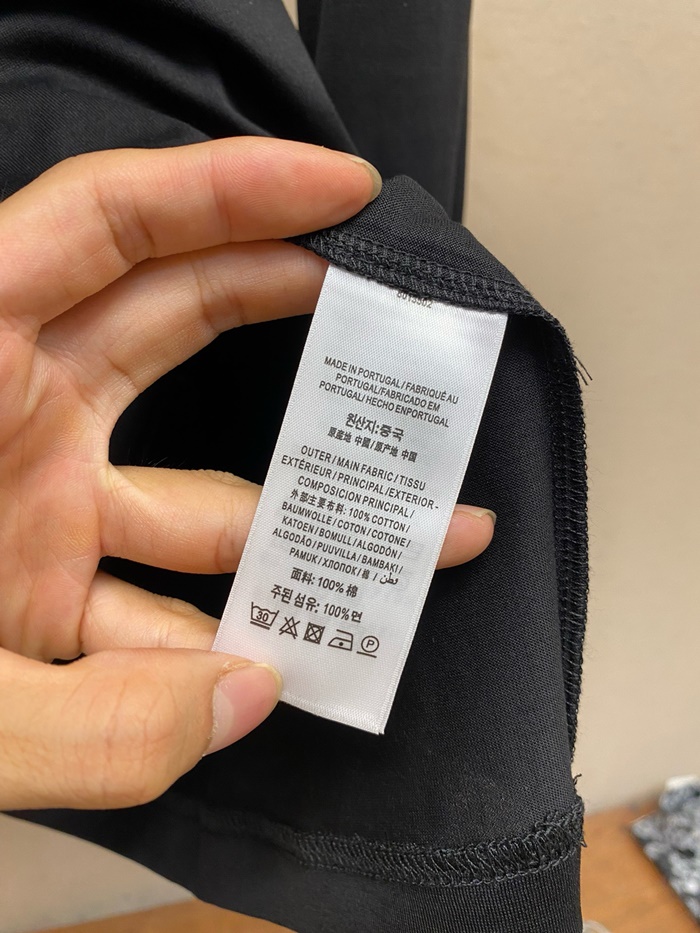 8015502
MADE IN PORTUGAL / FABRIQUÉ AU
PORTUGAL/FABRICADO EM
PORTUGAL/ HECHO ENPORTUGAL
원산지:중국
原産地 中國/原产地 中国
OUTER / MAIN FABRIC / TISSU
EXTÉRIEUR / PRINCIPAL / EXTERIOR-
COMPOSICION PRINCIPAL /
外部主要布料: 100% COTTON /
BAUMWOLLE / COTON / COTONE /
KATOEN / BOMULL / ALGODÓN /
ALGODÃO / PUUVILLA / BAMBAKI /
PAMUK / ХЛОПОК / 棉 / قطن
面料: 100% 棉
주된 섬유: 100% 면
30 P